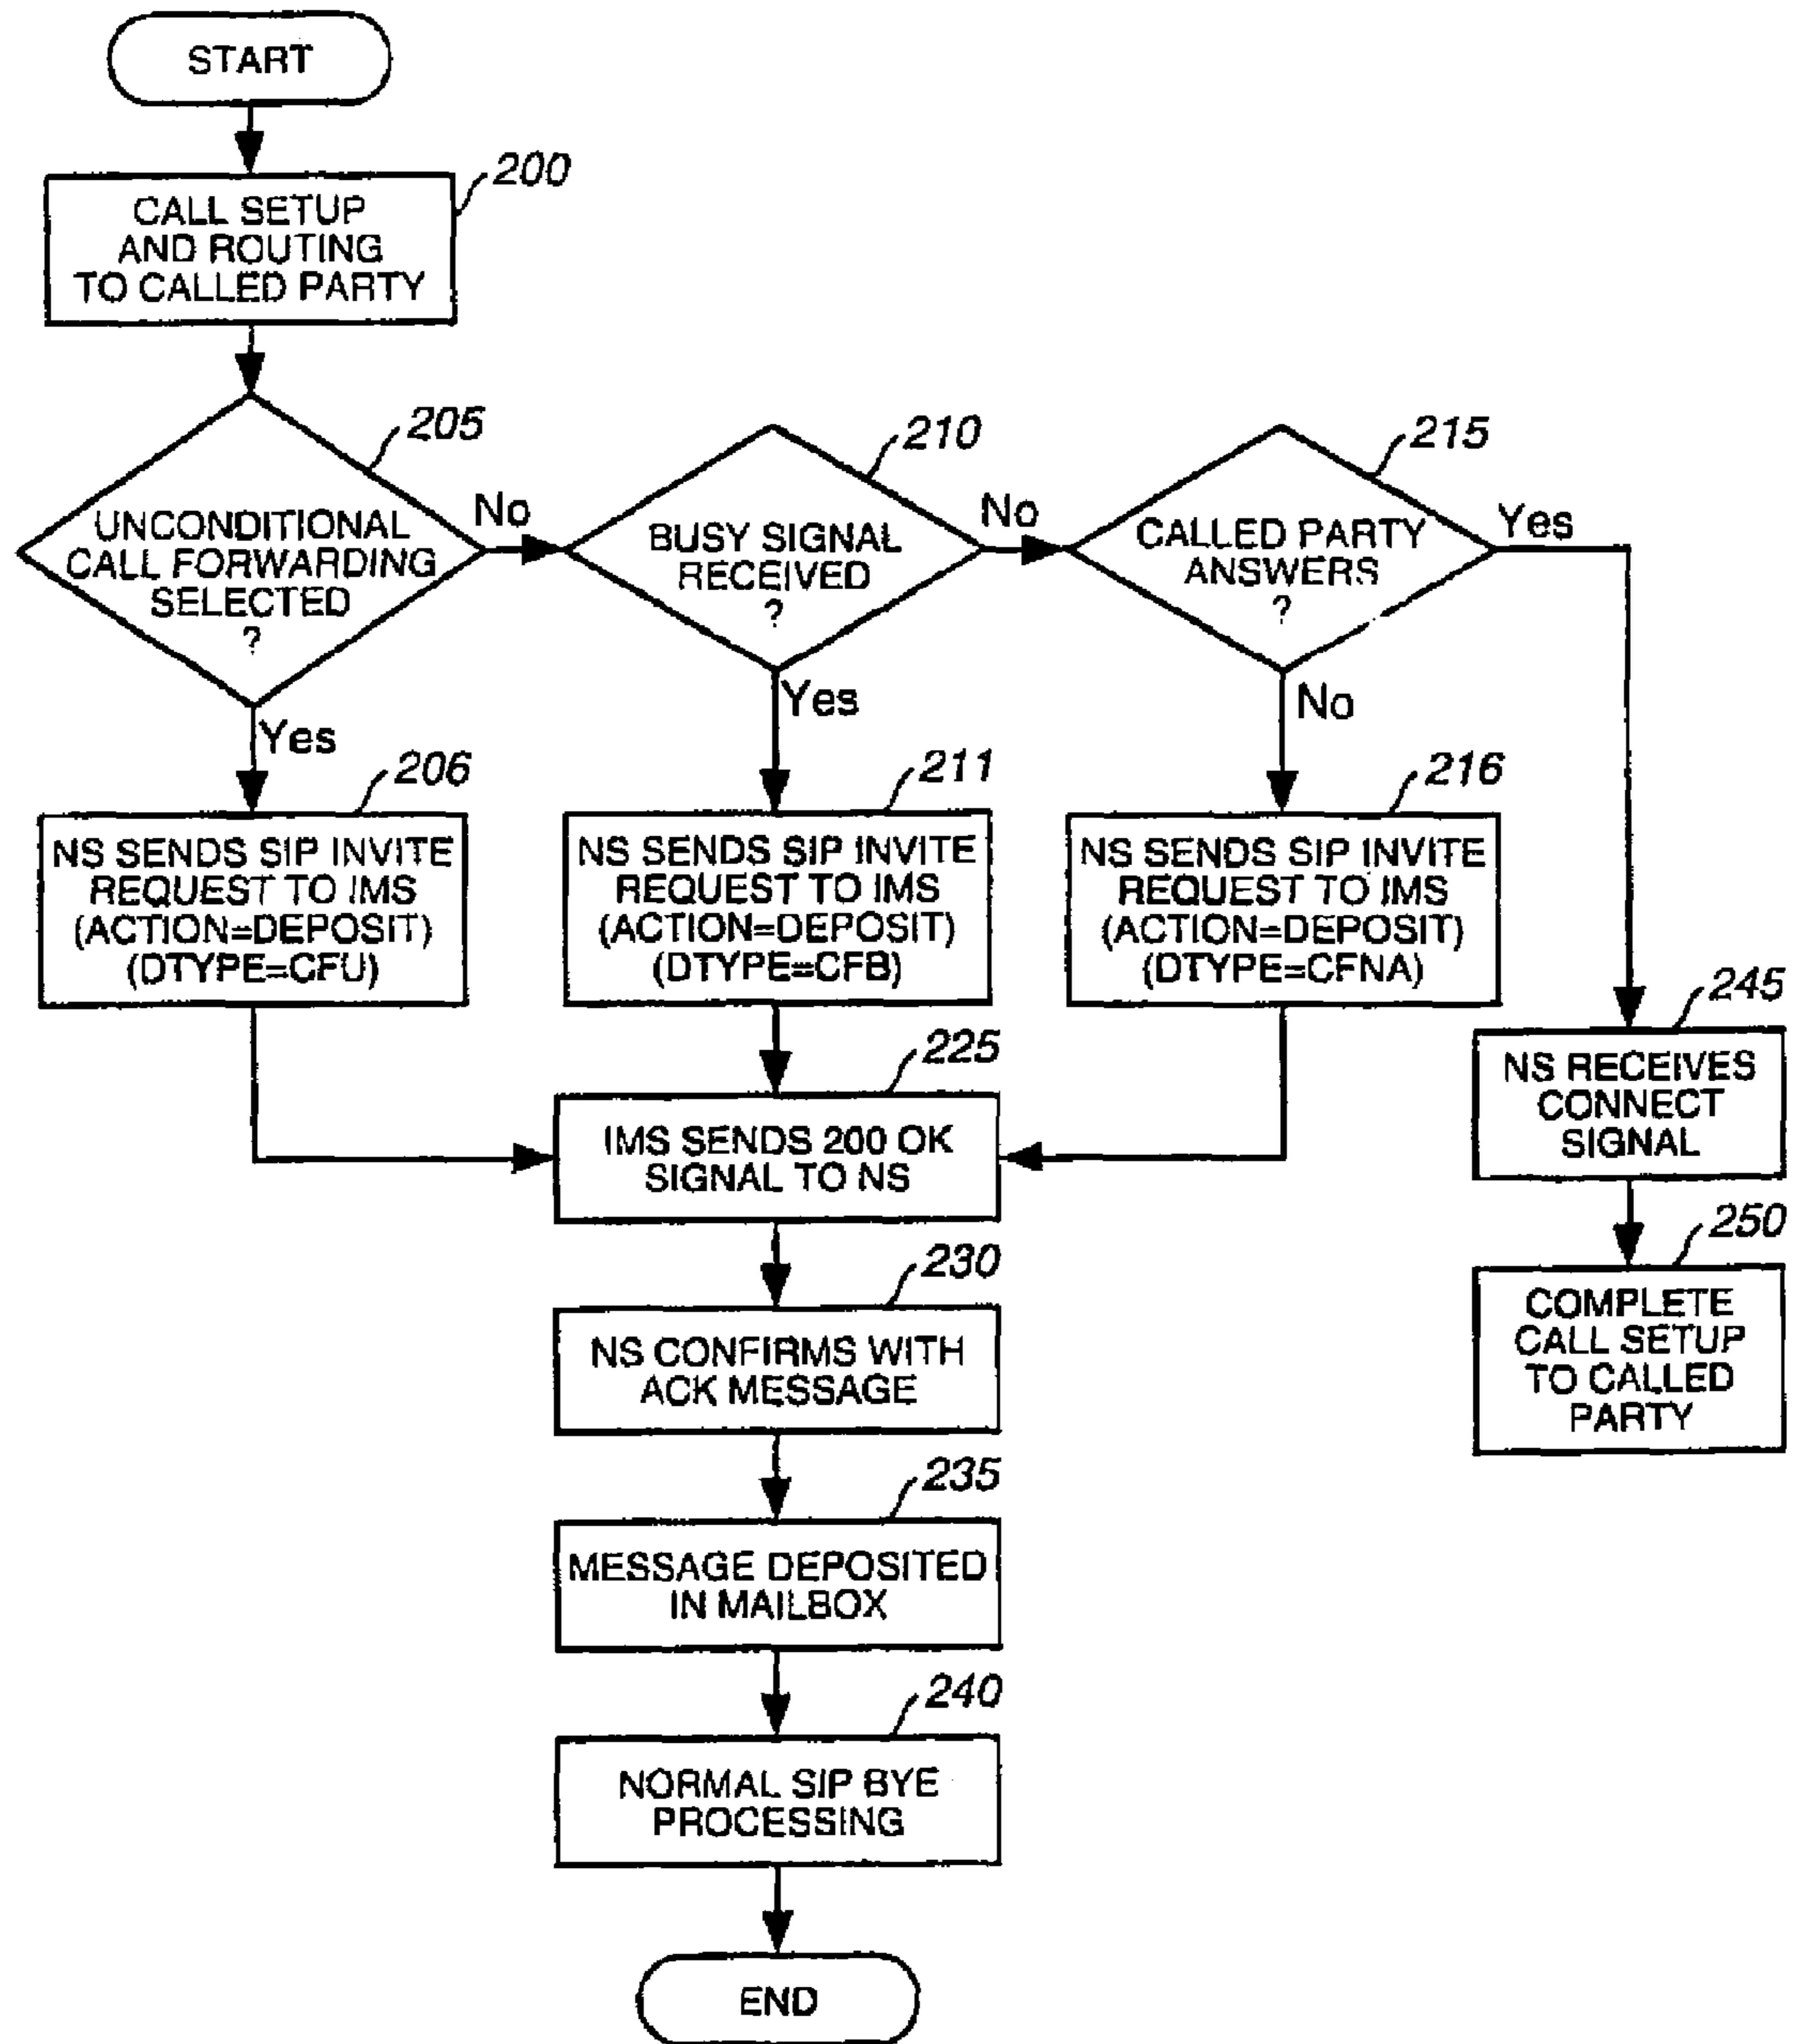 START
200
CALL SETUP
AND ROUTING
TO CALLED PARTY
205
UNCONDITIONAL
CALL FORWARDING
SELECTED
?
No
210
BUSY SIGNAL
RECEIVED
?
No
215
CALLED PARTY
ANSWERS
?
Yes
Yes
Yes
No
206
NS SENDS SIP INVITE
REQUEST TO IMS
(ACTION=DEPOSIT)
(DTYPE=CFU)
211
NS SENDS SIP INVITE
REQUEST TO IMS
(ACTION=DEPOSIT)
(DTYPE=CFB)
216
NS SENDS SIP INVITE
REQUEST TO IMS
(ACTION=DEPOSIT)
(DTYPE=CFNA)
225
IMS SENDS 200 OK
SIGNAL TO NS
245
NS RECEIVES
CONNECT
SIGNAL
230
NS CONFIRMS WITH
ACK MESSAGE
250
COMPLETE
CALL SETUP
TO CALLED
PARTY
235
MESSAGE DEPOSITED
IN MAILBOX
240
NORMAL SIP BYE
PROCESSING
END